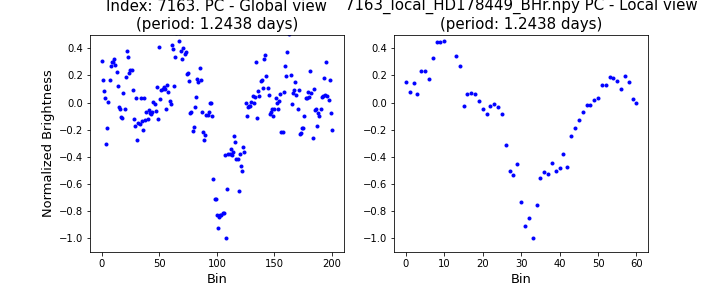 Index: 7163. PC - Global view
(period: 1.2438 days)
7163_local_HD178449_BHr.npy PC - Local view
(period: 1.2438 days)
Normalized Brightness
0.4
0.2
0.0
−0.2
−0.4
−0.6
−0.8
−1.0
0 50 100 150 200
Bin
0.4
0.2
0.0
−0.2
−0.4
−0.6
−0.8
−1.0
0 10 20 30 40 50 60
Bin